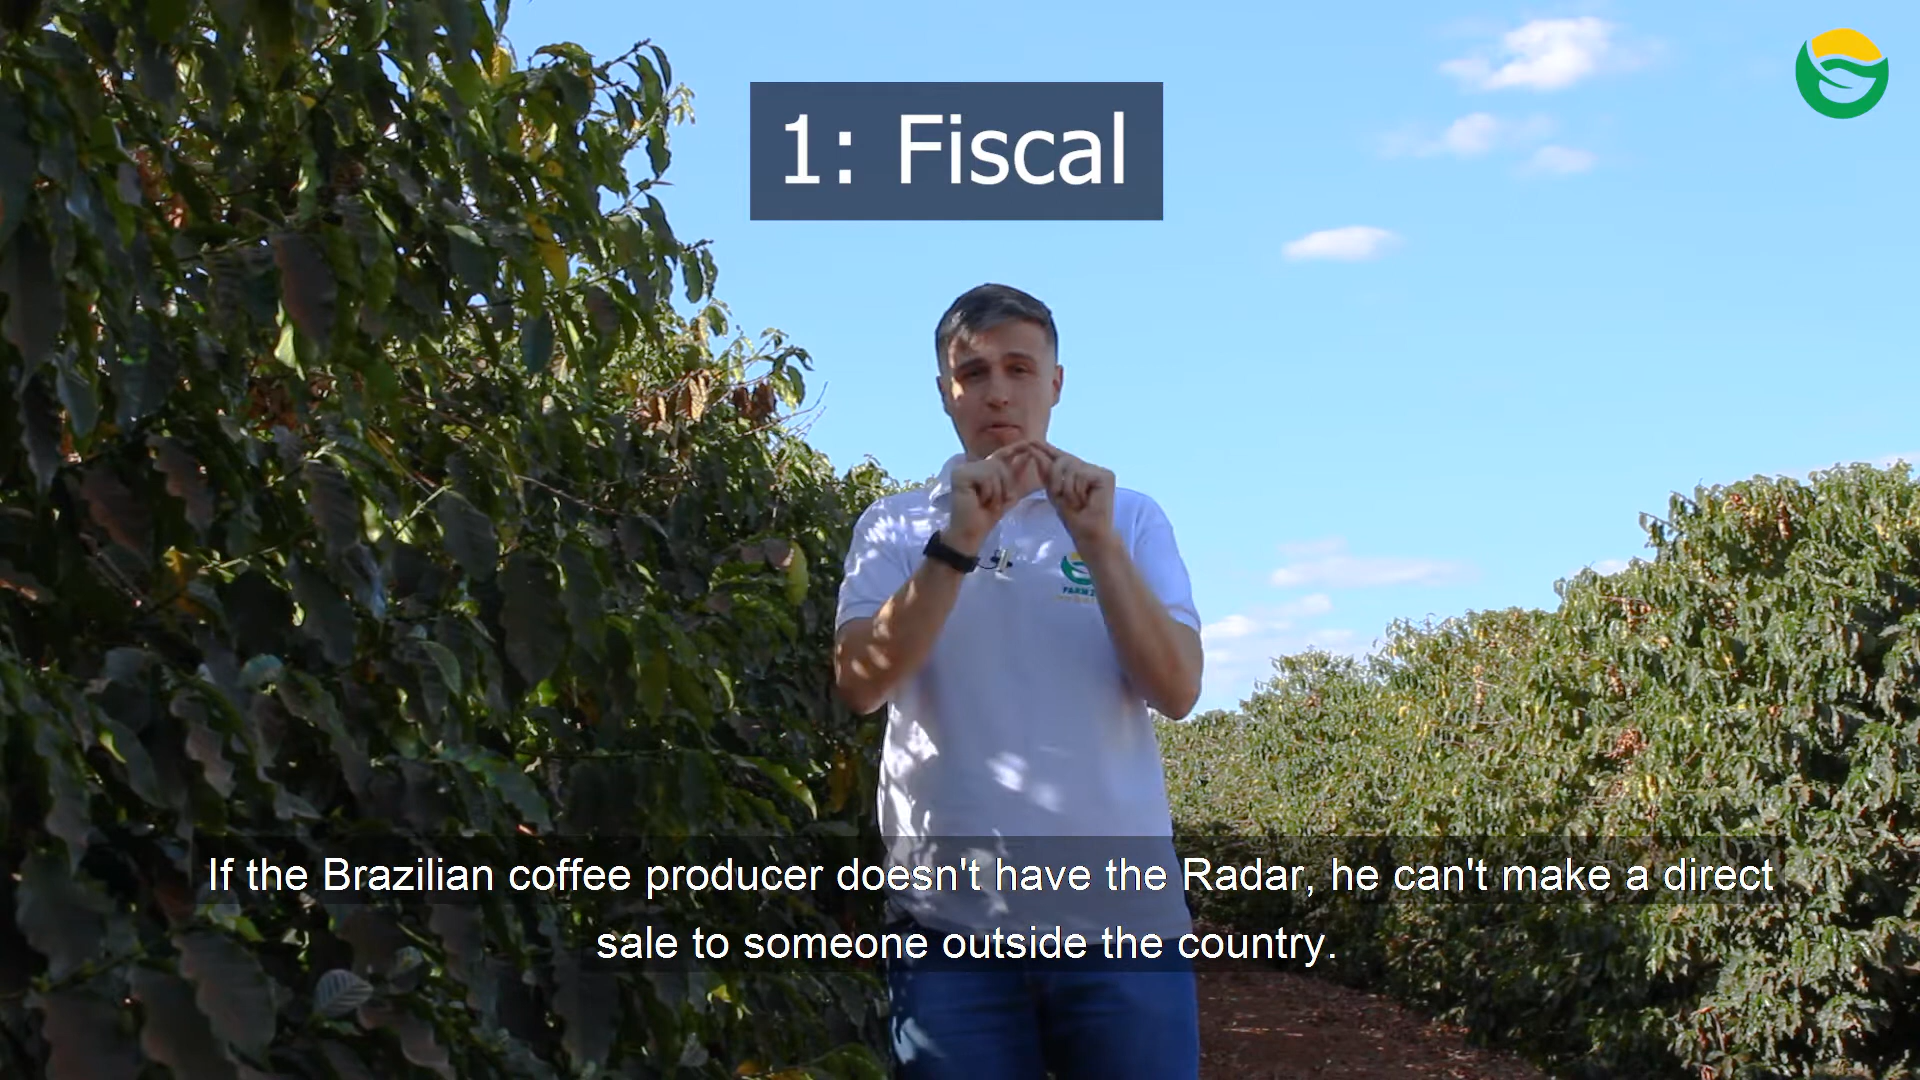 1: Fiscal
If the Brazilian coffee producer doesn't have the Radar, he can't make a direct
sale to someone outside the country.